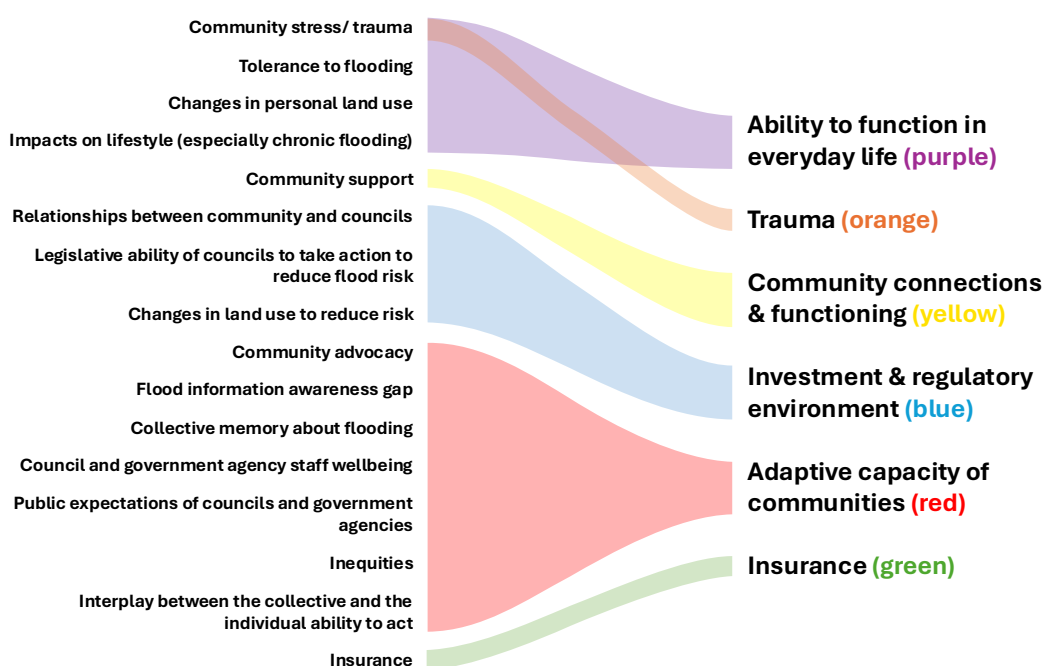 Community stress/ trauma
Tolerance to flooding
Changes in personal land use
Impacts on lifestyle (especially chronic flooding)
Community support
Relationships between community and councils
Legislative ability of councils to take action to
reduce flood risk
Changes in land use to reduce risk
Community advocacy
Flood information awareness gap
Collective memory about flooding
Council and government agency staff wellbeing
Public expectations of councils and government
agencies
Inequities
Interplay between the collective and the
individual ability to act
Insurance
Ability to function in
everyday life (purple)
Trauma (orange)
Community connections
& functioning (yellow)
Investment & regulatory
environment (blue)
Adaptive capacity of
communities (red)
Insurance (green)